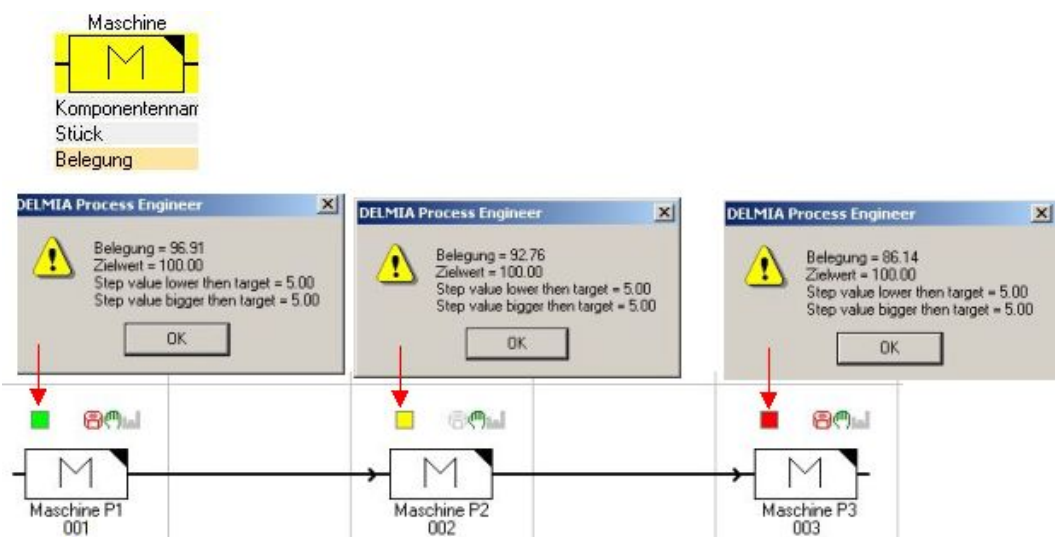 Maschine
M
Komponentennam
Stück
Belegung
DELMIA Process Engineer
Belegung = 96.91
Zielwert = 100.00
Step value lower then target = 5.00
Step value bigger then target = 5.00
OK
DELMIA Process Engineer
Belegung = 92.76
Zielwert = 100.00
Step value lower then target = 5.00
Step value bigger then target = 5.00
OK
DELMIA Process Engineer
Belegung = 86.14
Zielwert = 100.00
Step value lower then target = 5.00
Step value bigger then target = 5.00
OK
M
Maschine P1
001
M
Maschine P2
002
M
Maschine P3
003